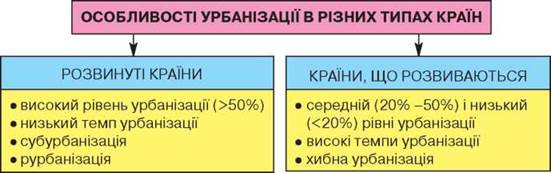 ОСОБЛИВОСТІ УРБАНІЗАЦІЇ В РІЗНИХ ТИПАХ КРАЇН
РОЗВИНУТІ КРАЇНИ
• високий рівень урбанізації (>50%)
• низький темп урбанізації
• субурбанізація
• рурбанізація
КРАЇНИ, ЩО РОЗВИВАЮТЬСЯ
• середній (20% –50%) і низький
(<20%) рівні урбанізації
• високі темпи урбанізації
• хибна урбанізація